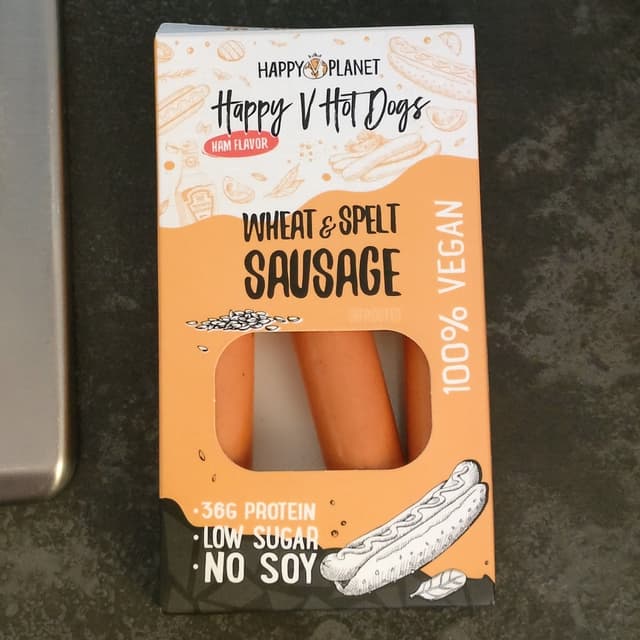 HAPPY PLANET
Happy V Hot Dogs
HAM FLAVOR
WHEAT & SPELT
SAUSAGE
100% VEGAN
• 36G PROTEIN
• LOW SUGAR
• NO SOY